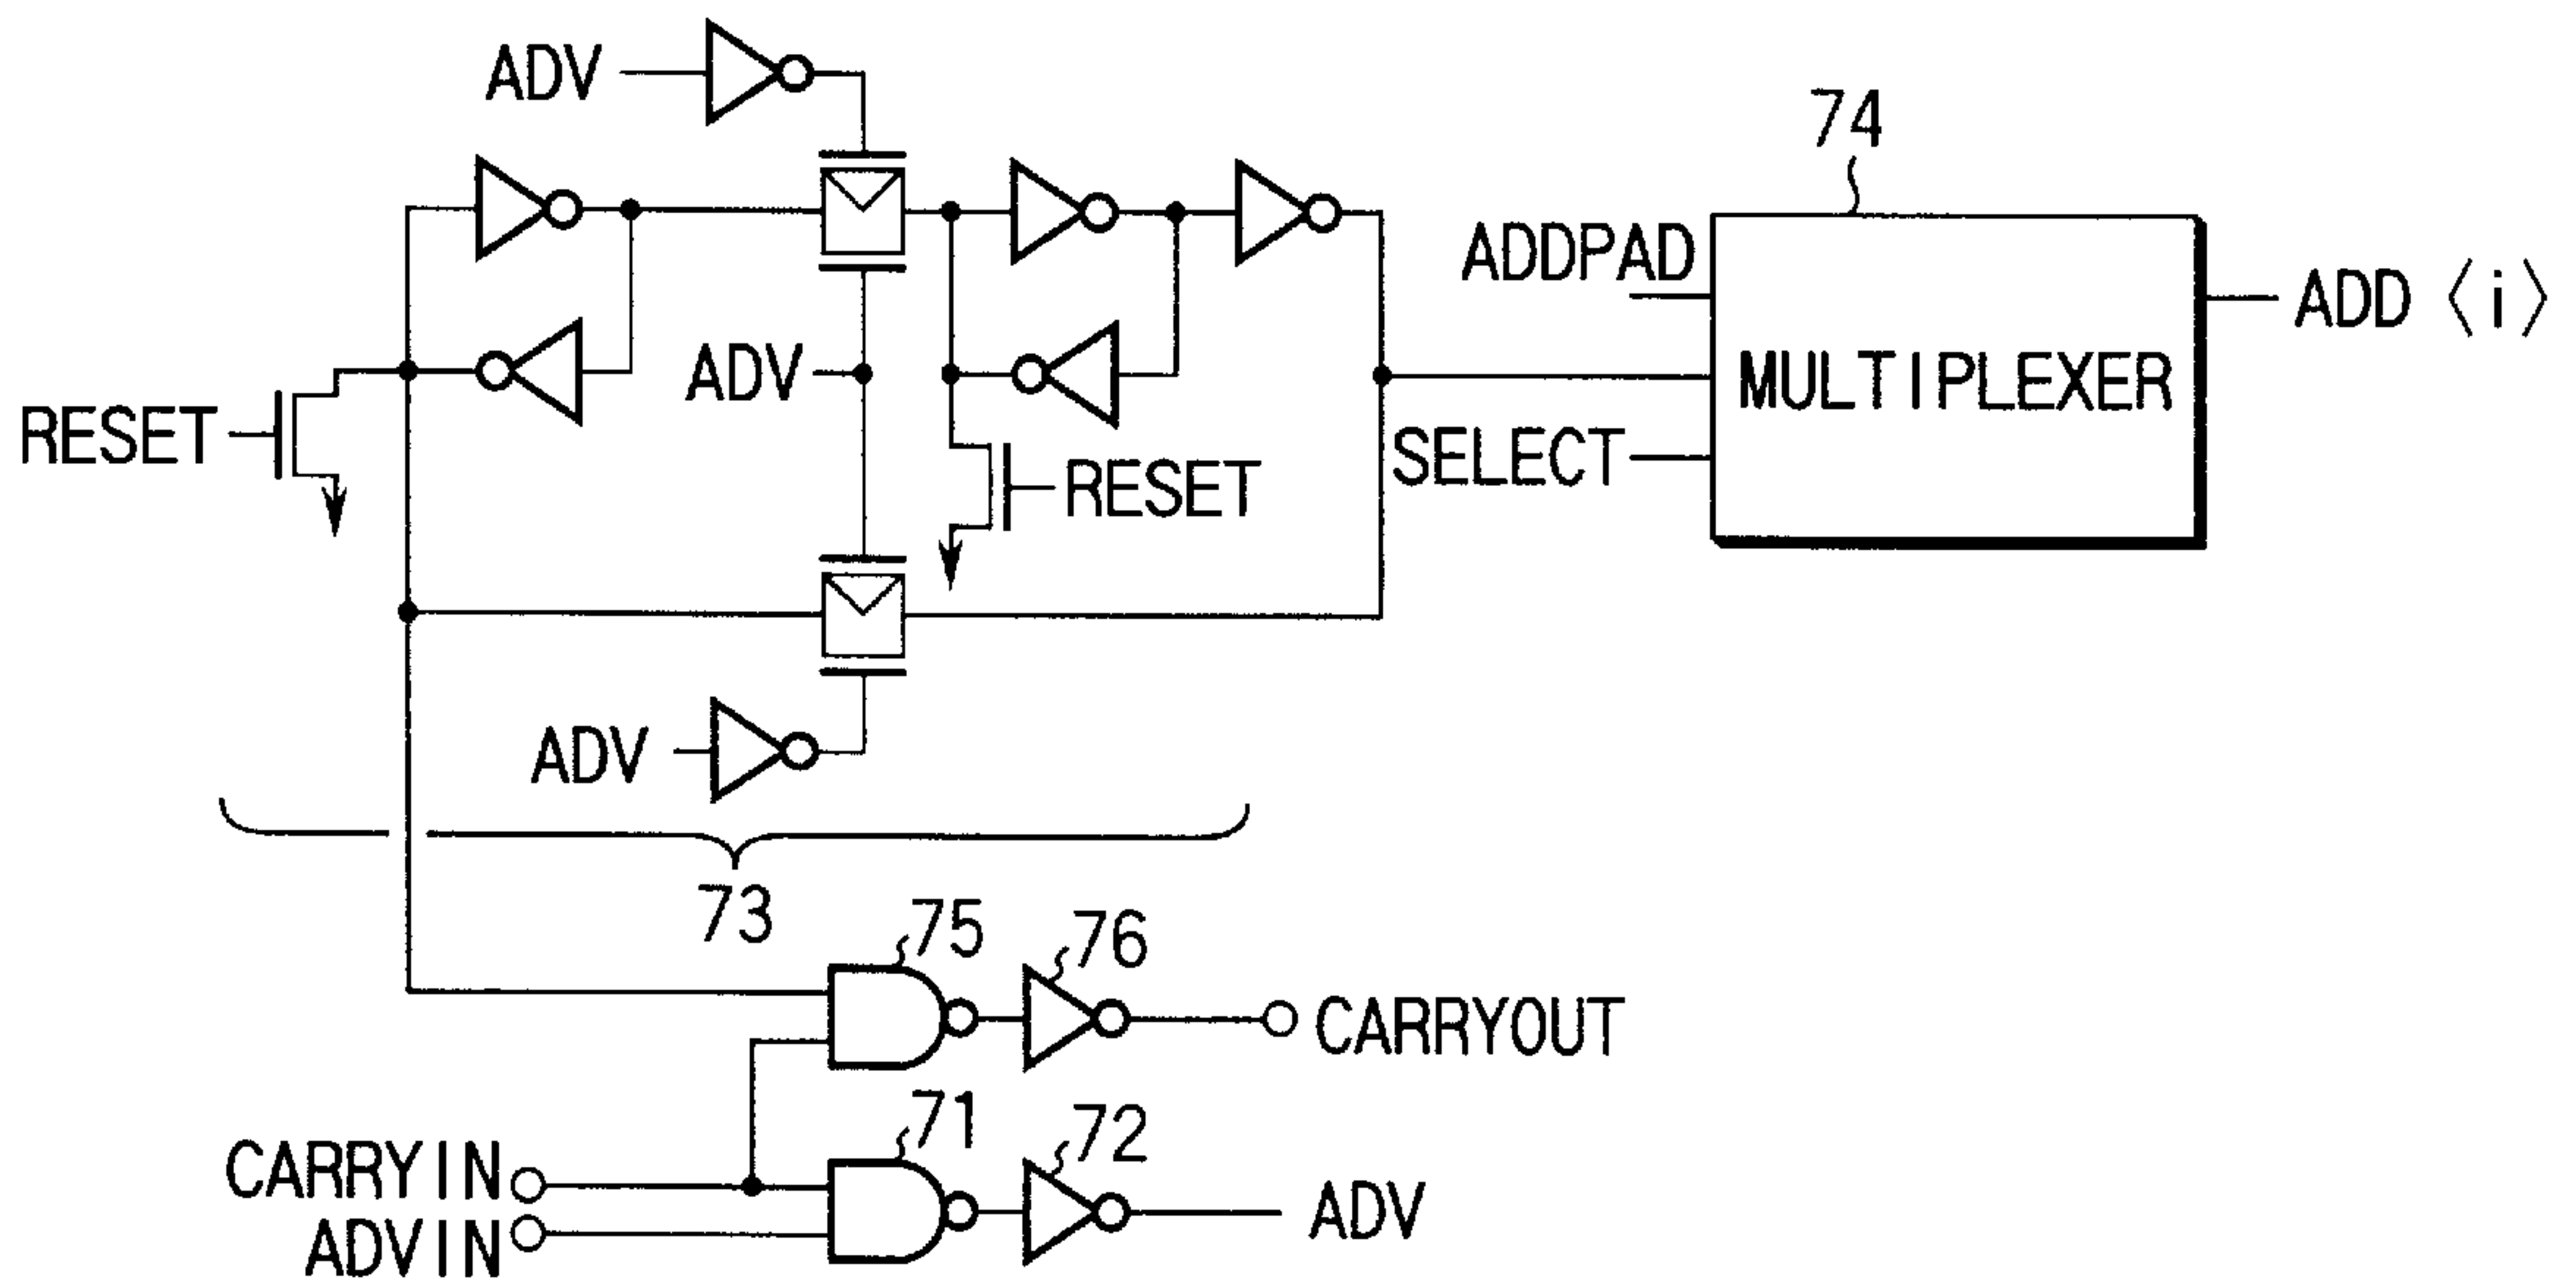 ADV
74
ADDPAD
ADD 〈i〉
ADV
MULTIPLEXER
RESET
SELECT
RESET
ADV
73
75
76
CARRYOUT
71
72
CARRYIN
ADV
ADVIN